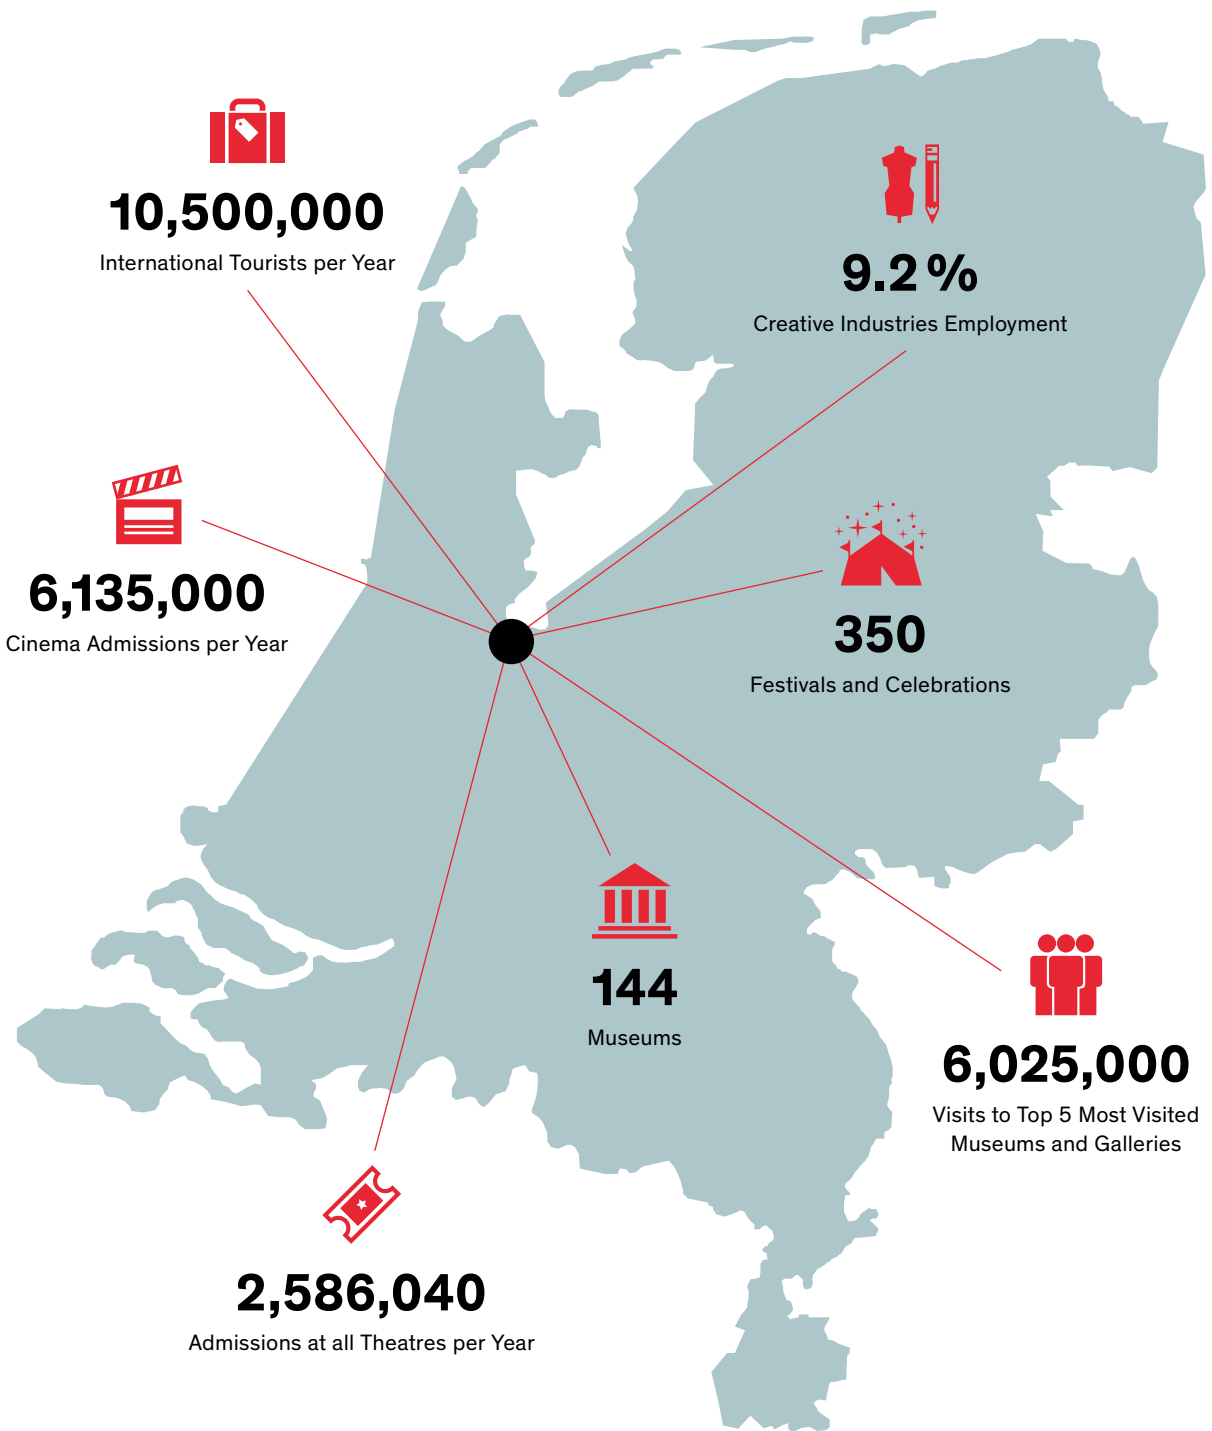 10,500,000
International Tourists per Year
9.2 %
Creative Industries Employment
6,135,000
Cinema Admissions per Year
350
Festivals and Celebrations
144
Museums
6,025,000
Visits to Top 5 Most Visited
Museums and Galleries
2,586,040
Admissions at all Theatres per Year